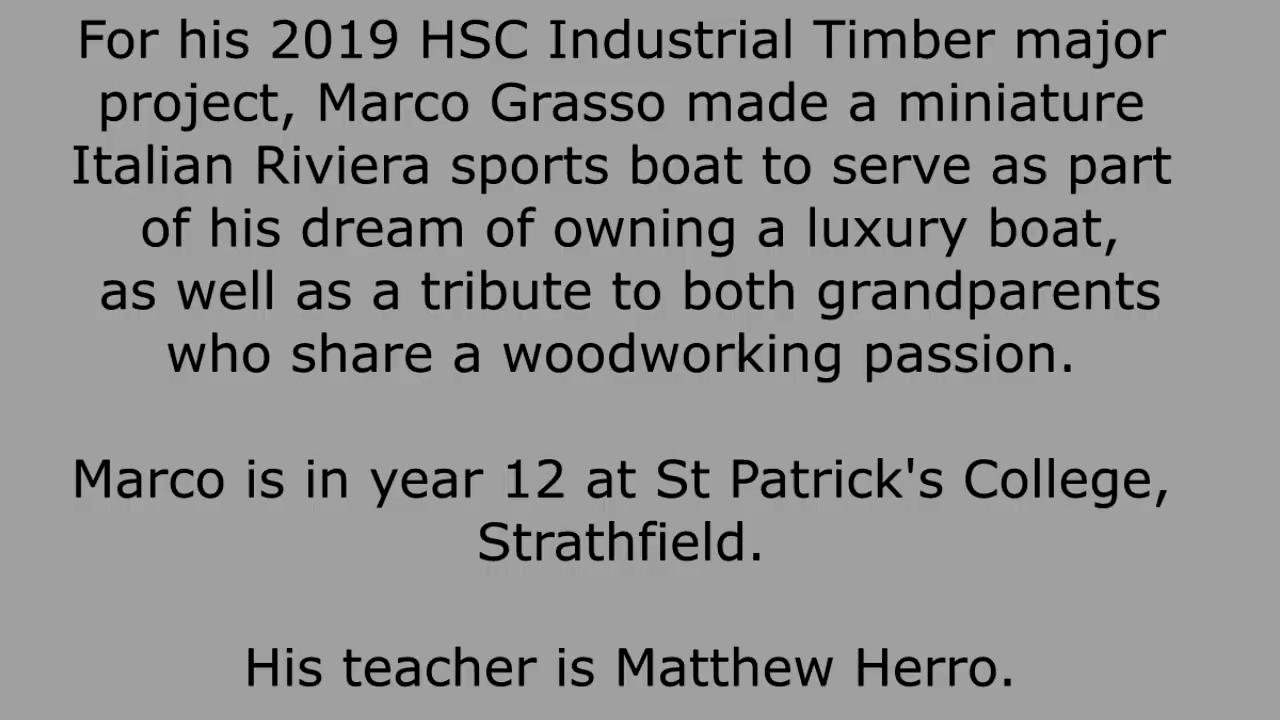 For his 2019 HSC Industrial Timber major
project, Marco Grasso made a miniature
Italian Riviera sports boat to serve as part
of his dream of owning a luxury boat,
as well as a tribute to both grandparents
who share a woodworking passion.
Marco is in year 12 at St Patrick's College,
Strathfield.
His teacher is Matthew Herro.